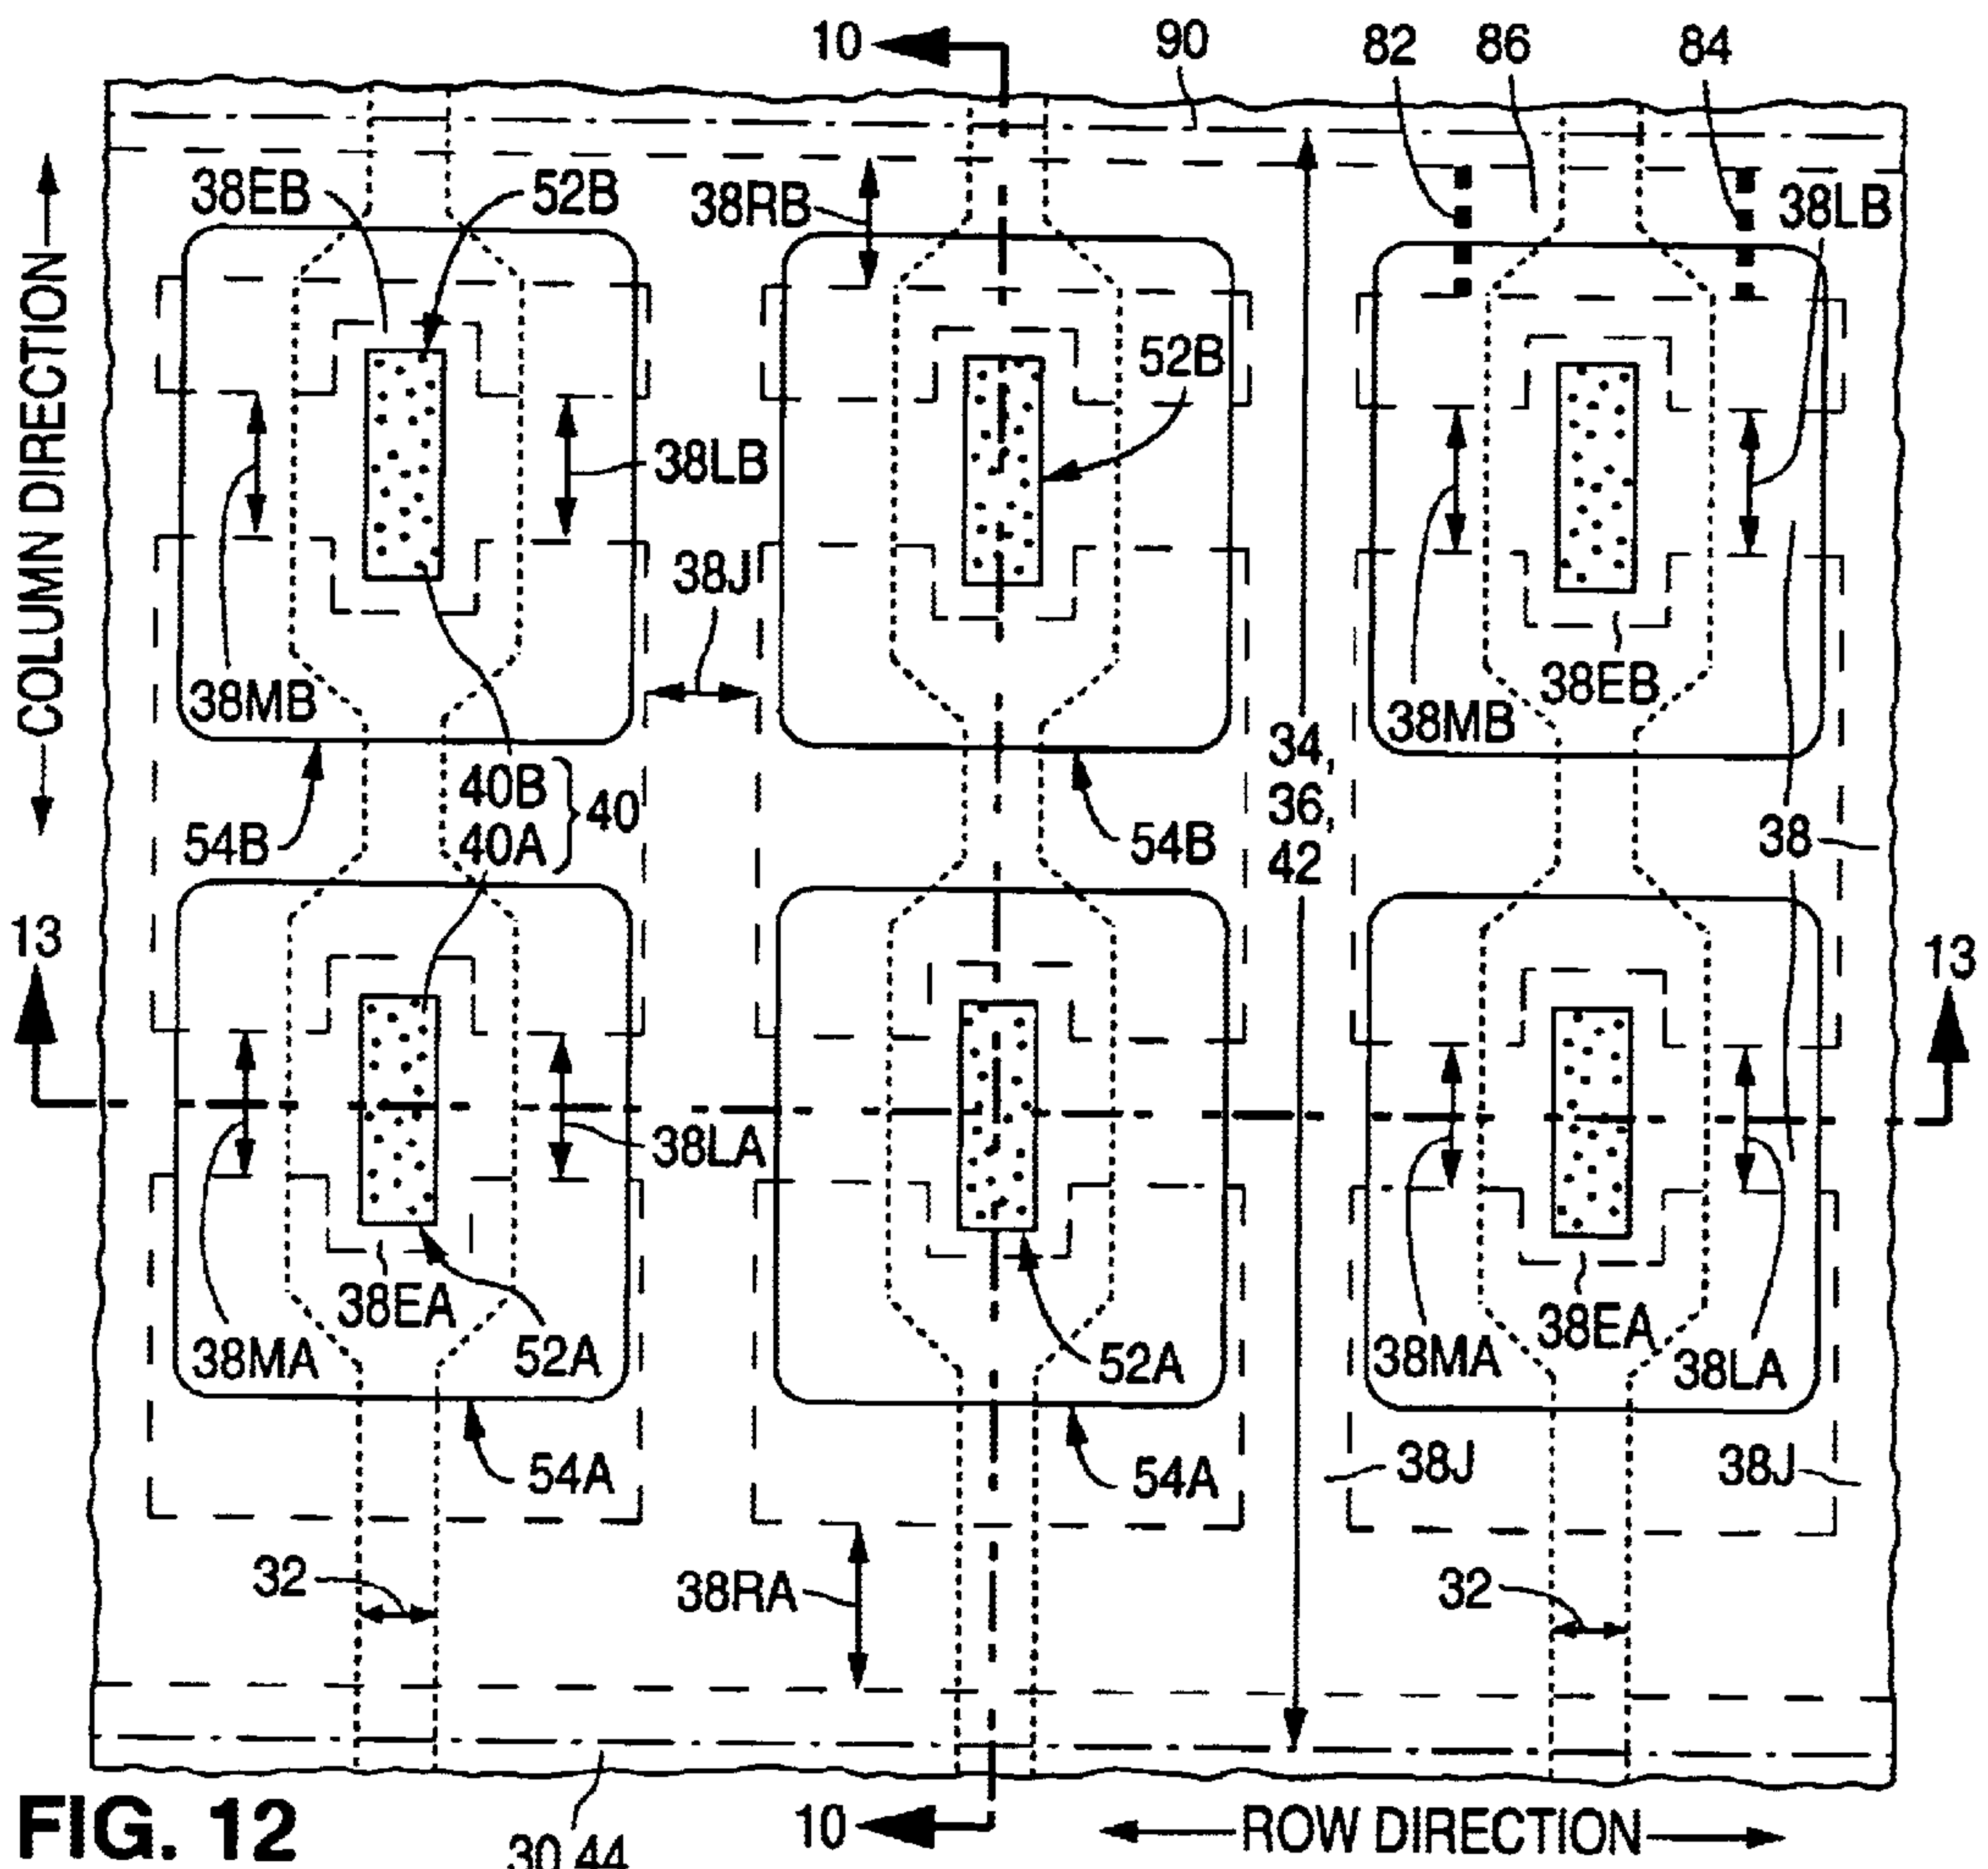 10
90
82
86
84
38EB
52B
38RB
38LB
COLUMN DIRECTION
52B
38LB
38J
38MB
38EB
38MB
34,
36,
42
40B
40A
40
54B
54B
38
13
13
38LA
38EA
38EA
38MA
52A
52A
38MA
38LA
54A
54A
38J
38J
32
38RA
32
FIG. 12
30,44
10
ROW DIRECTION